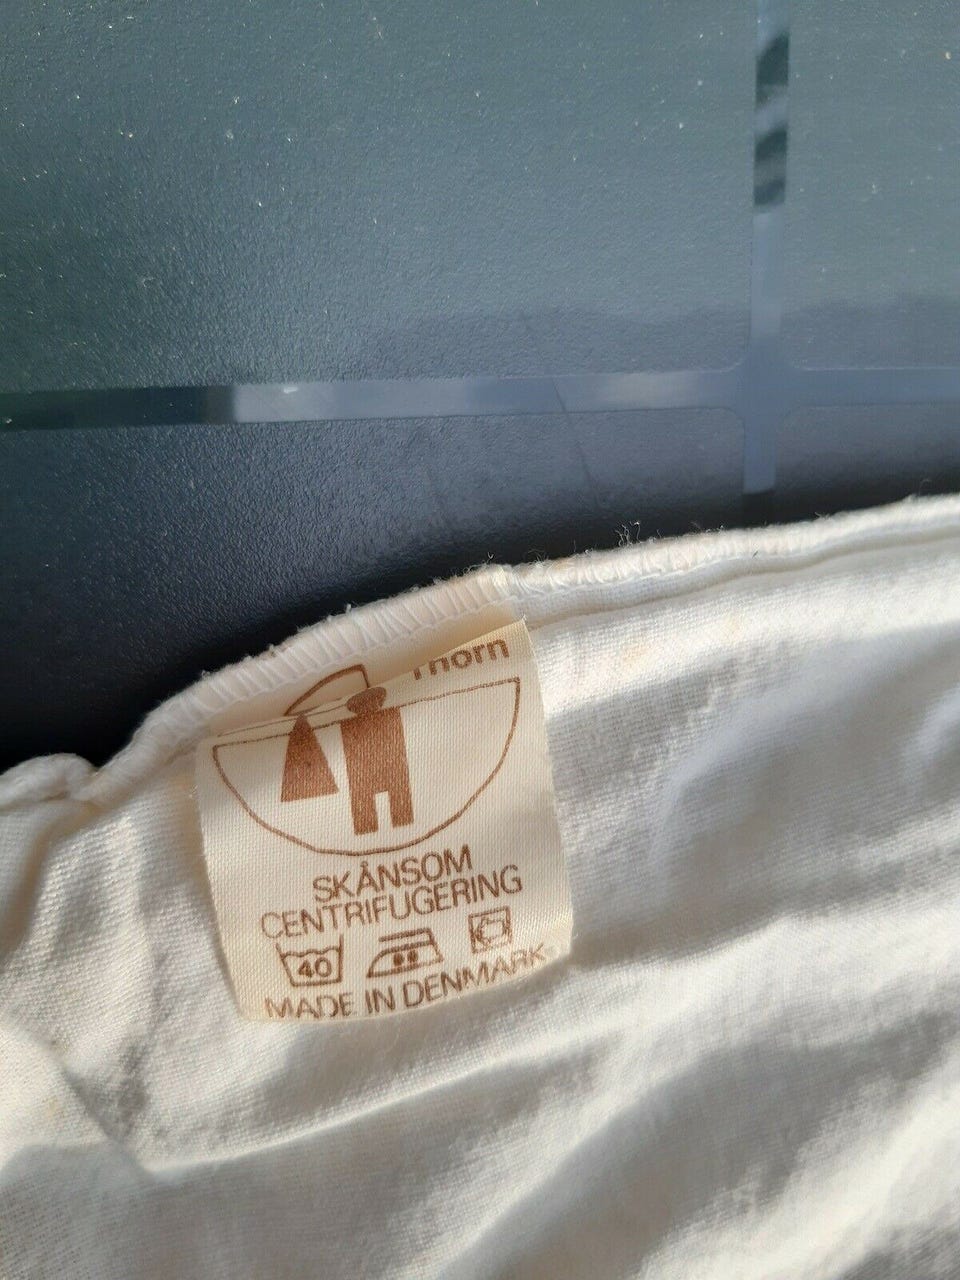 Thorn
SKÅNSOM
CENTRIFUGERING
40
MADE IN DENMARK